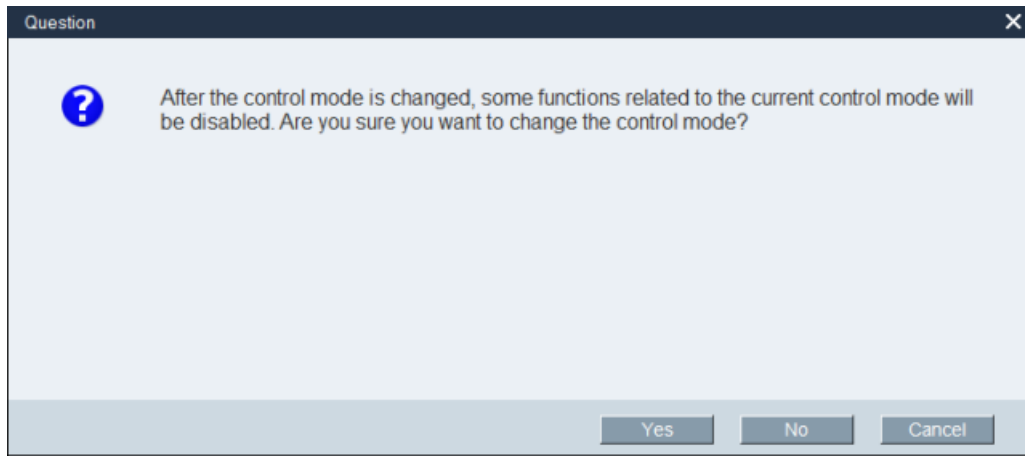 Question
After the control mode is changed, some functions related to the current control mode will
be disabled. Are you sure you want to change the control mode?
Yes No Cancel